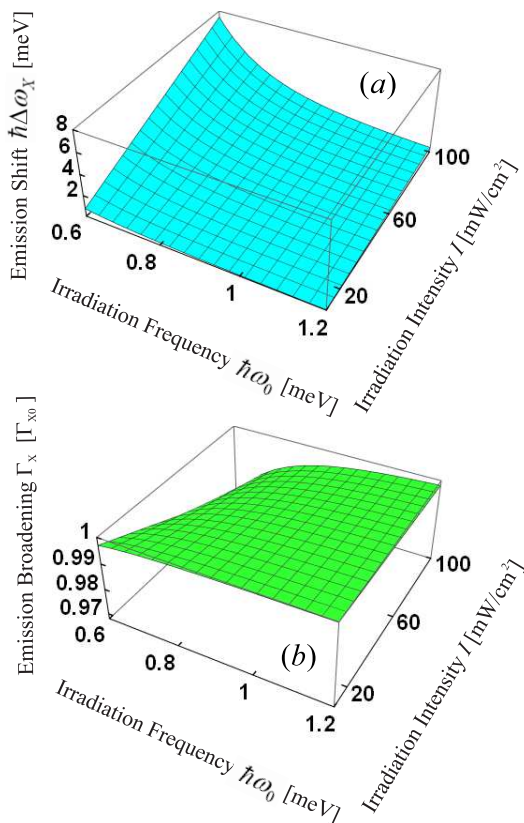 (a)
Emission Shift ℏΔω_X [meV]
8
6
4
2
0.6
0.8
1
1.2
Irradiation Frequency ℏω₀ [meV]
100
60
20
Irradiation Intensity I [mW/cm²]
(b)
Emission Broadening Γ_X [Γ_X0]
1
0.99
0.98
0.97
0.6
0.8
1
1.2
Irradiation Frequency ℏω₀ [meV]
100
60
20
Irradiation Intensity I [mW/cm²]